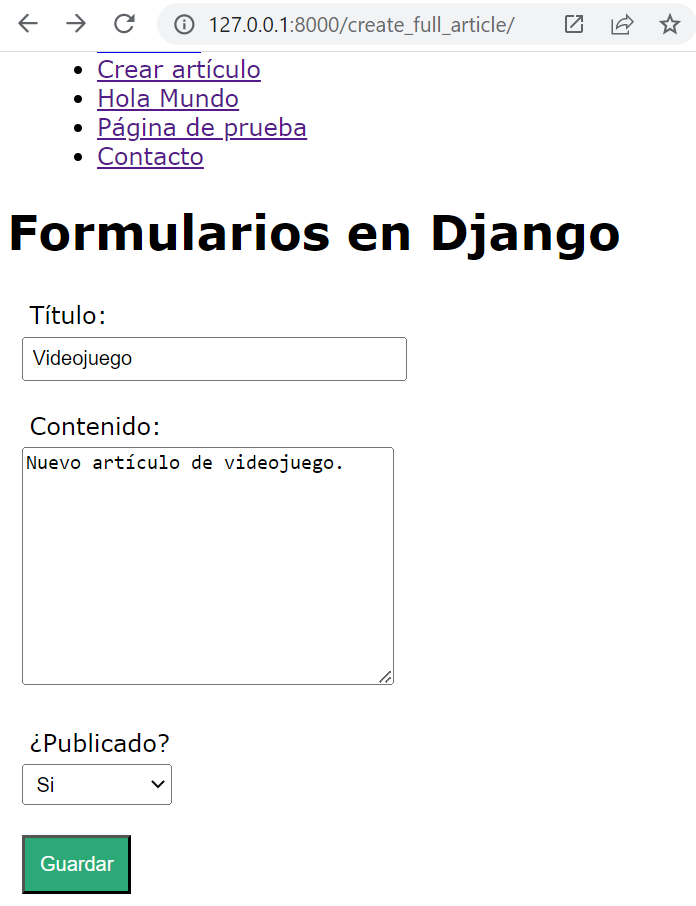 127.0.0.1:8000/create_full_article/
Crear artículo
Hola Mundo
Página de prueba
Contacto
Formularios en Django
Título:
Videojuego
Contenido:
Nuevo artículo de videojuego.
¿Publicado?
Si
Guardar